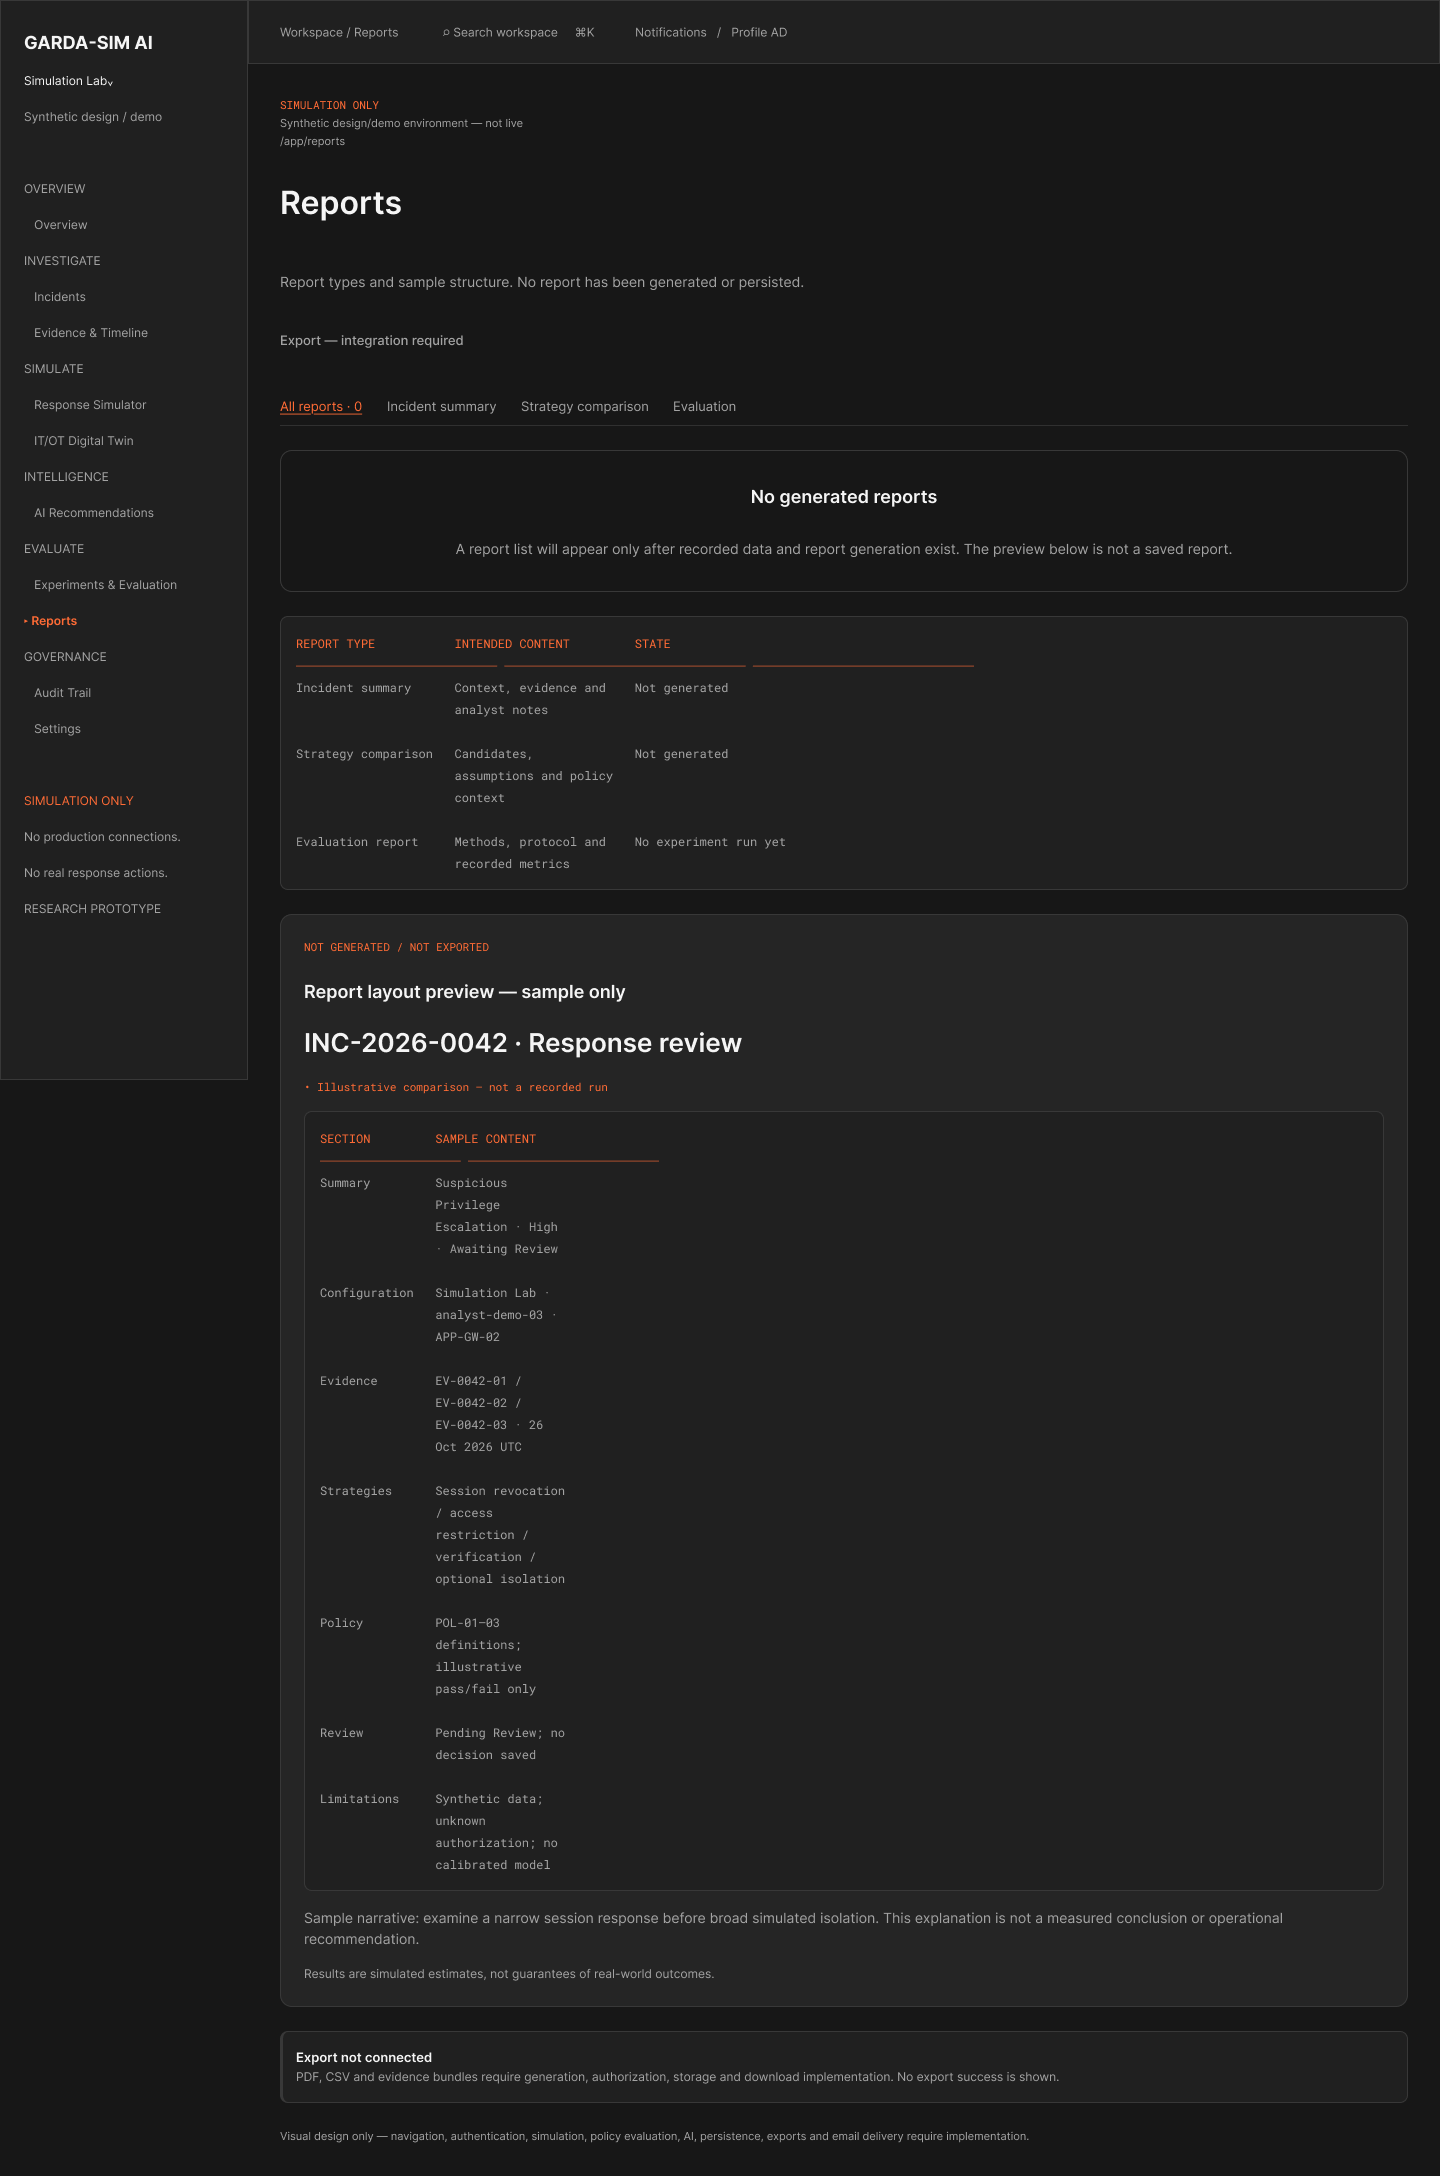 GARDA-SIM AI
Simulation Lab˅
Synthetic design / demo
OVERVIEW
Overview
INVESTIGATE
Incidents
Evidence & Timeline
SIMULATE
Response Simulator
IT/OT Digital Twin
INTELLIGENCE
AI Recommendations
EVALUATE
Experiments & Evaluation
▸ Reports
GOVERNANCE
Audit Trail
Settings
SIMULATION ONLY
No production connections.
No real response actions.
RESEARCH PROTOTYPE
Workspace / Reports ⌕ Search workspace ⌘K Notifications / Profile AD
SIMULATION ONLY
Synthetic design/demo environment — not live
/app/reports
Reports
Report types and sample structure. No report has been generated or persisted.
Export — integration required
All reports · 0 Incident summary Strategy comparison Evaluation
No generated reports
A report list will appear only after recorded data and report generation exist. The preview below is not a saved report.
REPORT TYPE INTENDED CONTENT STATE
Incident summary Context, evidence and Not generated
analyst notes
Strategy comparison Candidates, Not generated
assumptions and policy
context
Evaluation report Methods, protocol and No experiment run yet
recorded metrics
NOT GENERATED / NOT EXPORTED
Report layout preview — sample only
INC-2026-0042 · Response review
• Illustrative comparison — not a recorded run
SECTION SAMPLE CONTENT
Summary Suspicious
Privilege
Escalation · High
· Awaiting Review
Configuration Simulation Lab ·
analyst-demo-03 ·
APP-GW-02
Evidence EV-0042-01 /
EV-0042-02 /
EV-0042-03 · 26
Oct 2026 UTC
Strategies Session revocation
/ access
restriction /
verification /
optional isolation
Policy POL-01—03
definitions;
illustrative
pass/fail only
Review Pending Review; no
decision saved
Limitations Synthetic data;
unknown
authorization; no
calibrated model
Sample narrative: examine a narrow session response before broad simulated isolation. This explanation is not a measured conclusion or operational
recommendation.
Results are simulated estimates, not guarantees of real-world outcomes.
Export not connected
PDF, CSV and evidence bundles require generation, authorization, storage and download implementation. No export success is shown.
Visual design only — navigation, authentication, simulation, policy evaluation, AI, persistence, exports and email delivery require implementation.